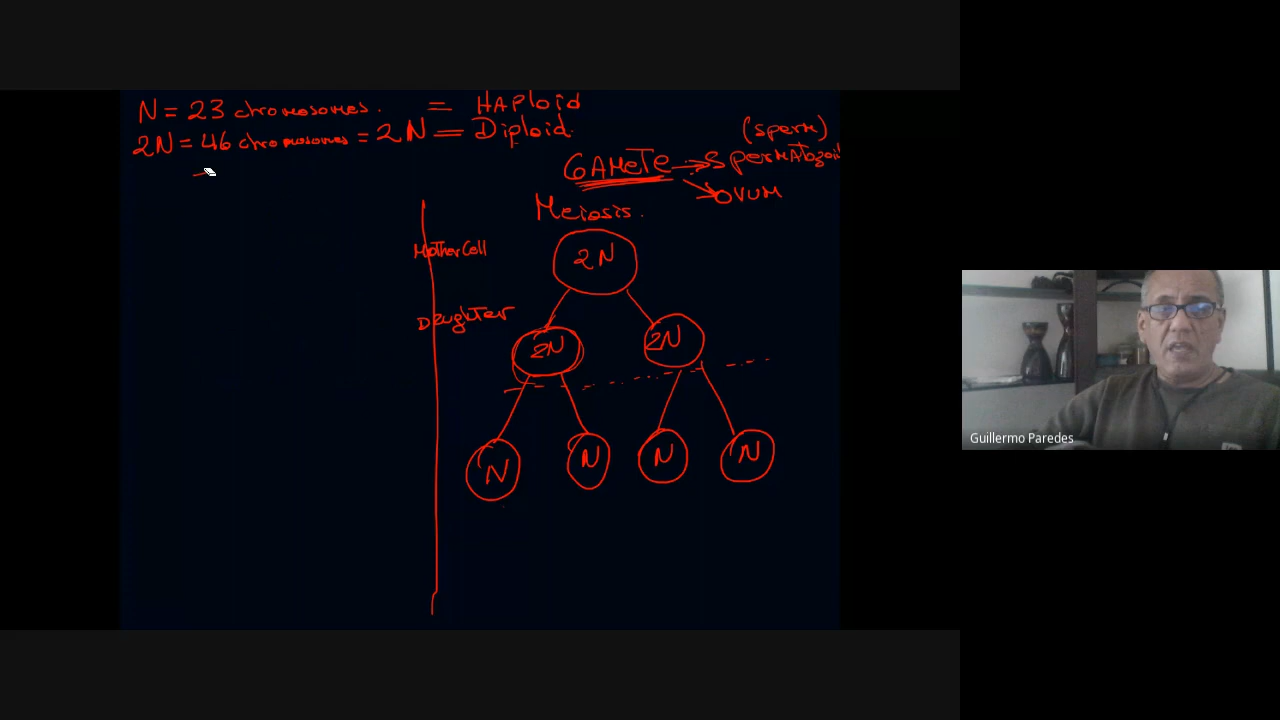 N = 23 chromosomes. = HAploid
2N = 46 chromosomes = 2N = Diploid.
(sperm)
GAMeTe → SpermAtozoi
→ OVUM
Meiosis.
Mother Cell
2N
Daughter
2N 2N
N N N N
Guillermo Paredes